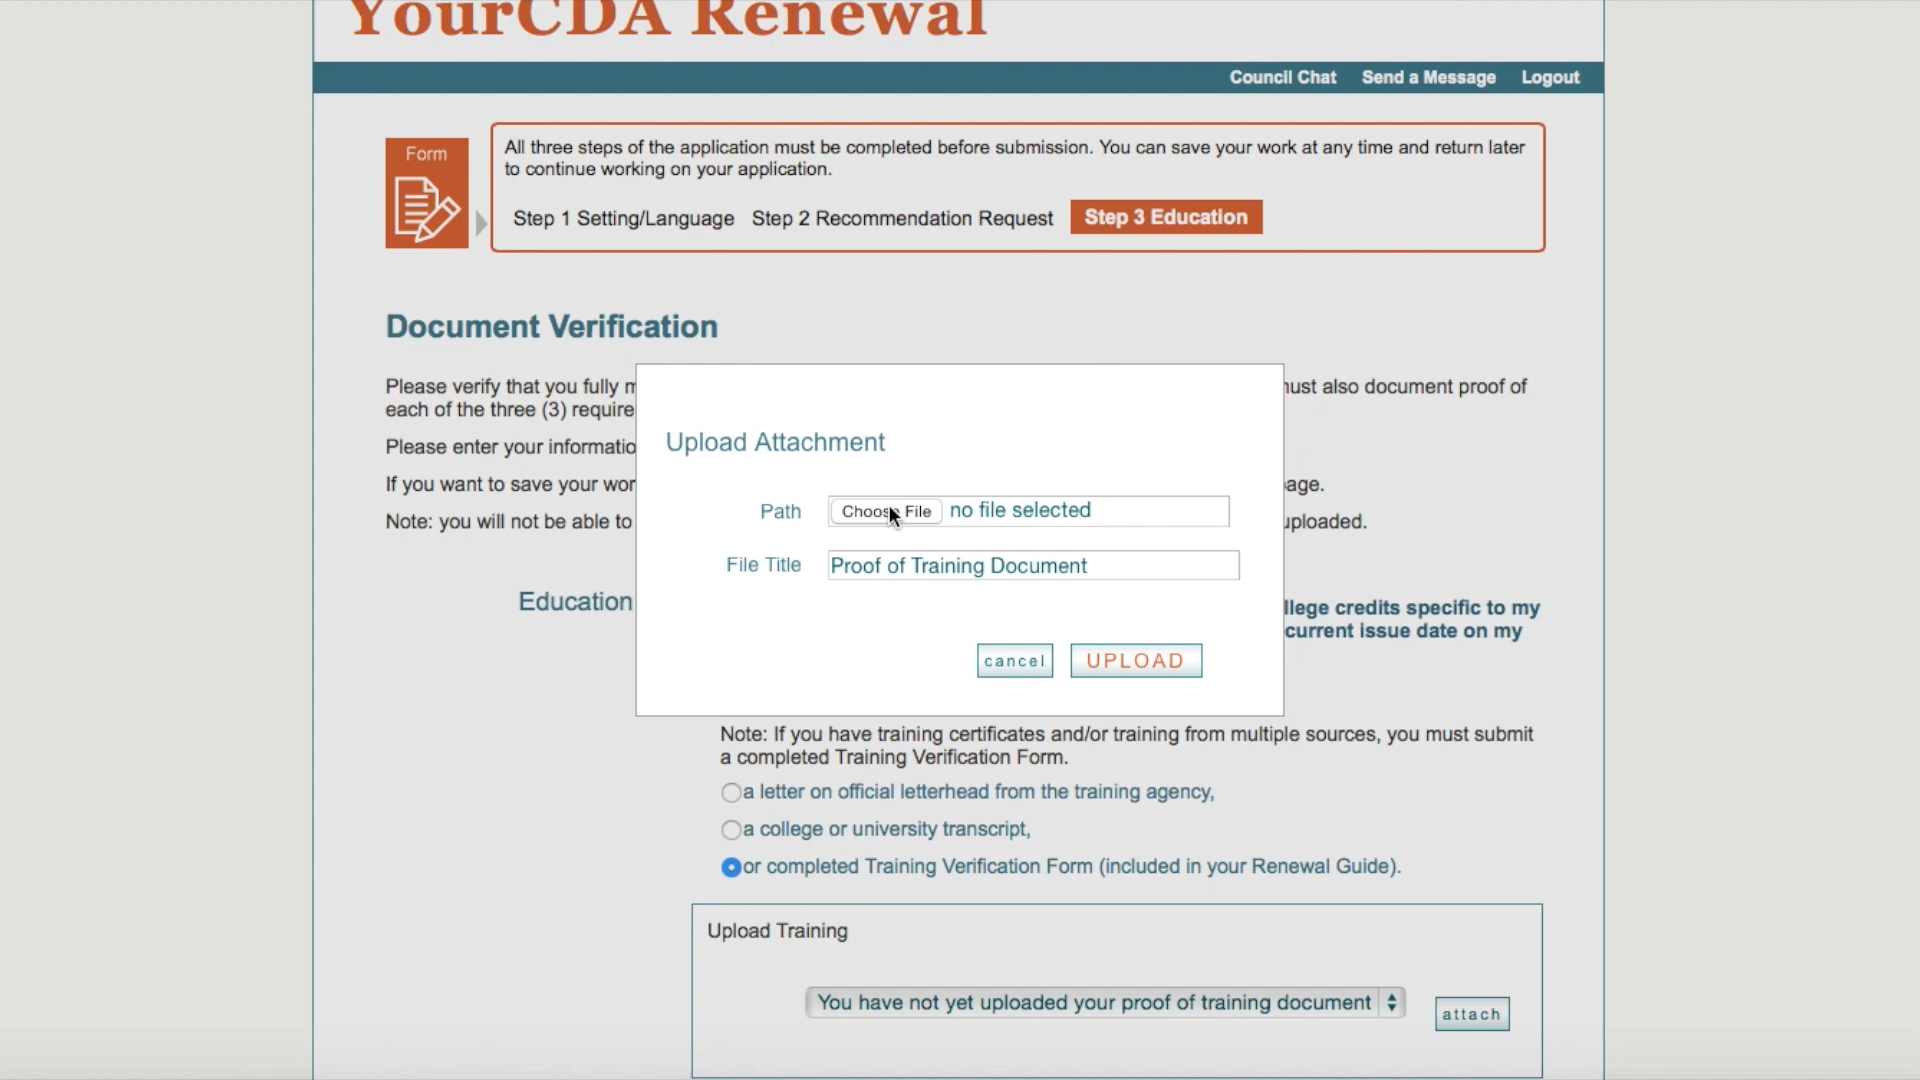 YourCDA Renewal
Council Chat Send a Message Logout
Form
All three steps of the application must be completed before submission. You can save your work at any time and return later
to continue working on your application.
Step 1 Setting/Language Step 2 Recommendation Request Step 3 Education
Document Verification
Please verify that you fully must also document proof of
each of the three (3)
Please enter your
If you want to save your
Note: you will not be able to uploaded.
Upload Attachment
Path Choose File no file selected
File Title Proof of Training Document
cancel UPLOAD
Education
credits specific to my
current issue date on my
Note: If you have training certificates and/or training from multiple sources, you must submit
a completed Training Verification Form.
a letter on official letterhead from the training agency,
a college or university transcript,
or completed Training Verification Form (included in your Renewal Guide).
Upload Training
You have not yet uploaded your proof of training document
attach